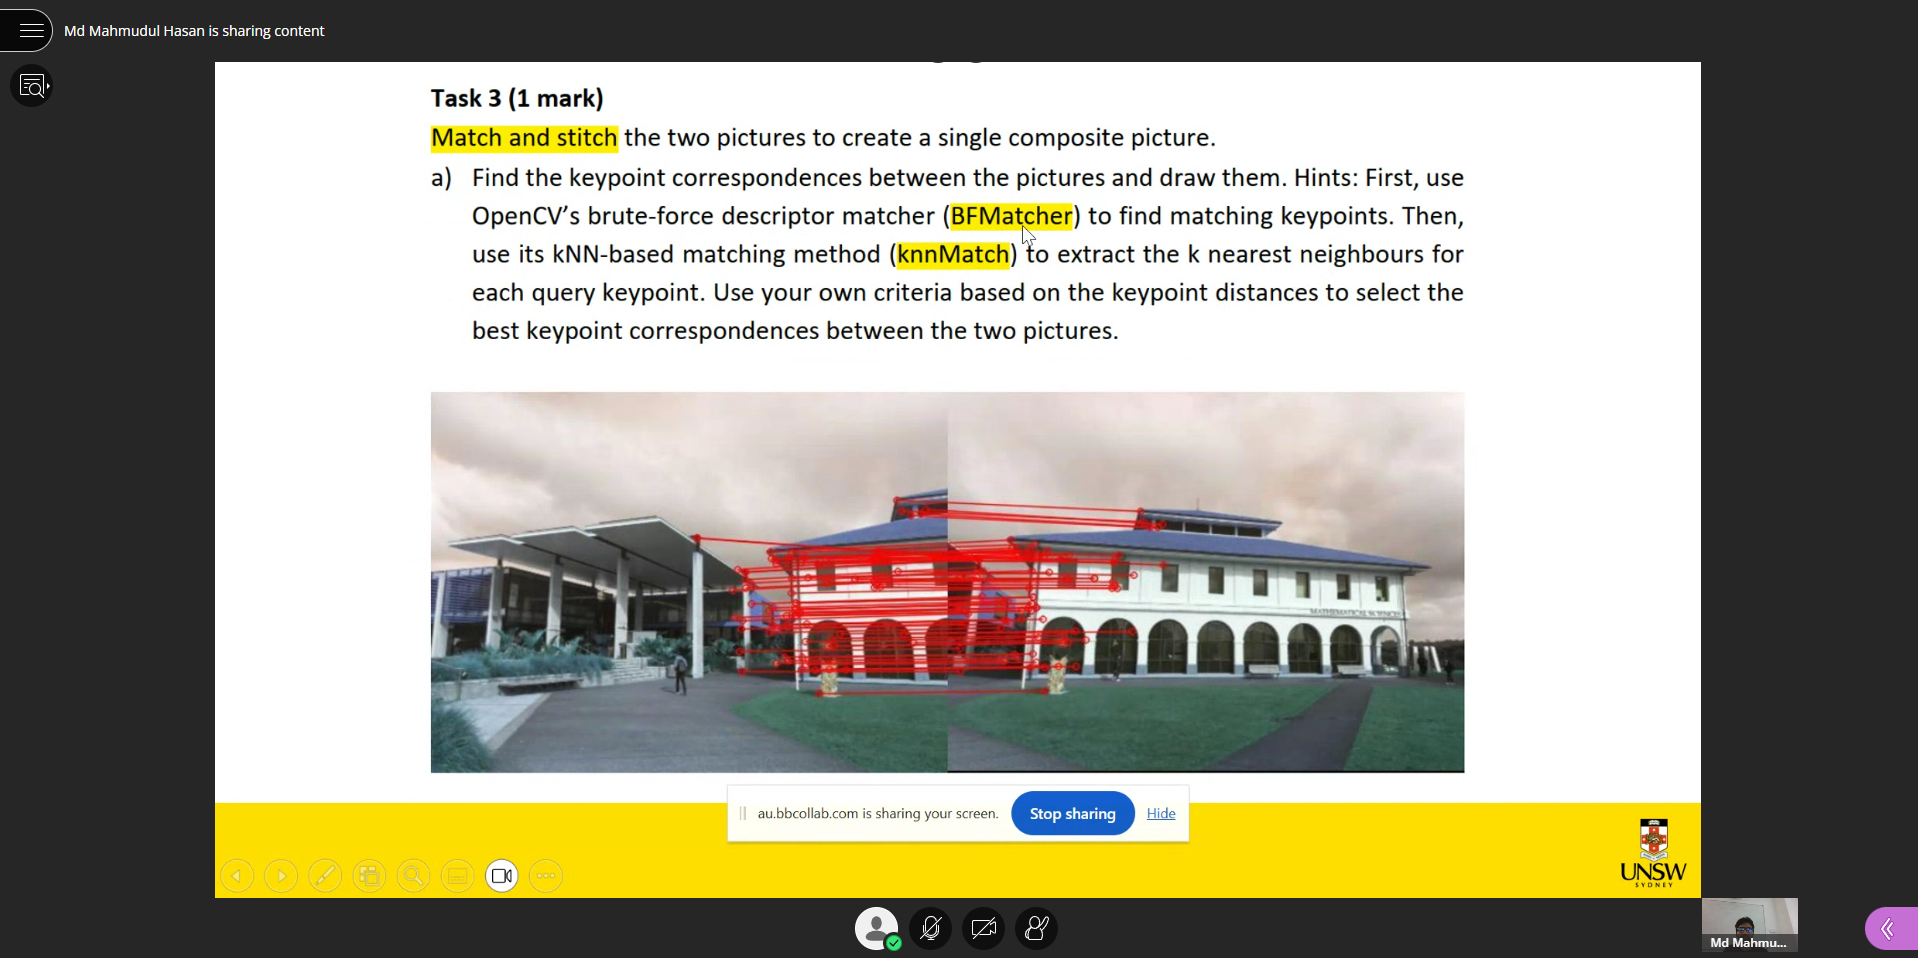 Md Mahmudul Hasan is sharing content
Task 3 (1 mark)
Match and stitch the two pictures to create a single composite picture.
a) Find the keypoint correspondences between the pictures and draw them. Hints: First, use
OpenCV’s brute-force descriptor matcher (BFMatcher) to find matching keypoints. Then,
use its kNN-based matching method (knnMatch) to extract the k nearest neighbours for
each query keypoint. Use your own criteria based on the keypoint distances to select the
best keypoint correspondences between the two pictures.
MATHEMATICAL SCIENCES
au.bbcollab.com is sharing your screen.
Stop sharing
Hide
UNSW
SYDNEY
Md Mahmu...